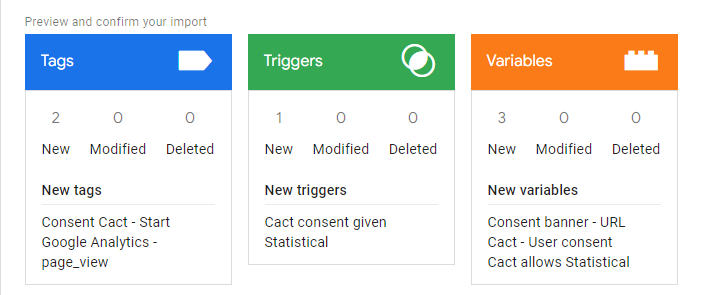 Preview and confirm your import
Tags
2 0 0
New Modified Deleted
New tags
Consent Cact - Start
Google Analytics -
page_view
Triggers
1 0 0
New Modified Deleted
New triggers
Cact consent given
Statistical
Variables
3 0 0
New Modified Deleted
New variables
Consent banner - URL
Cact - User consent
Cact allows Statistical